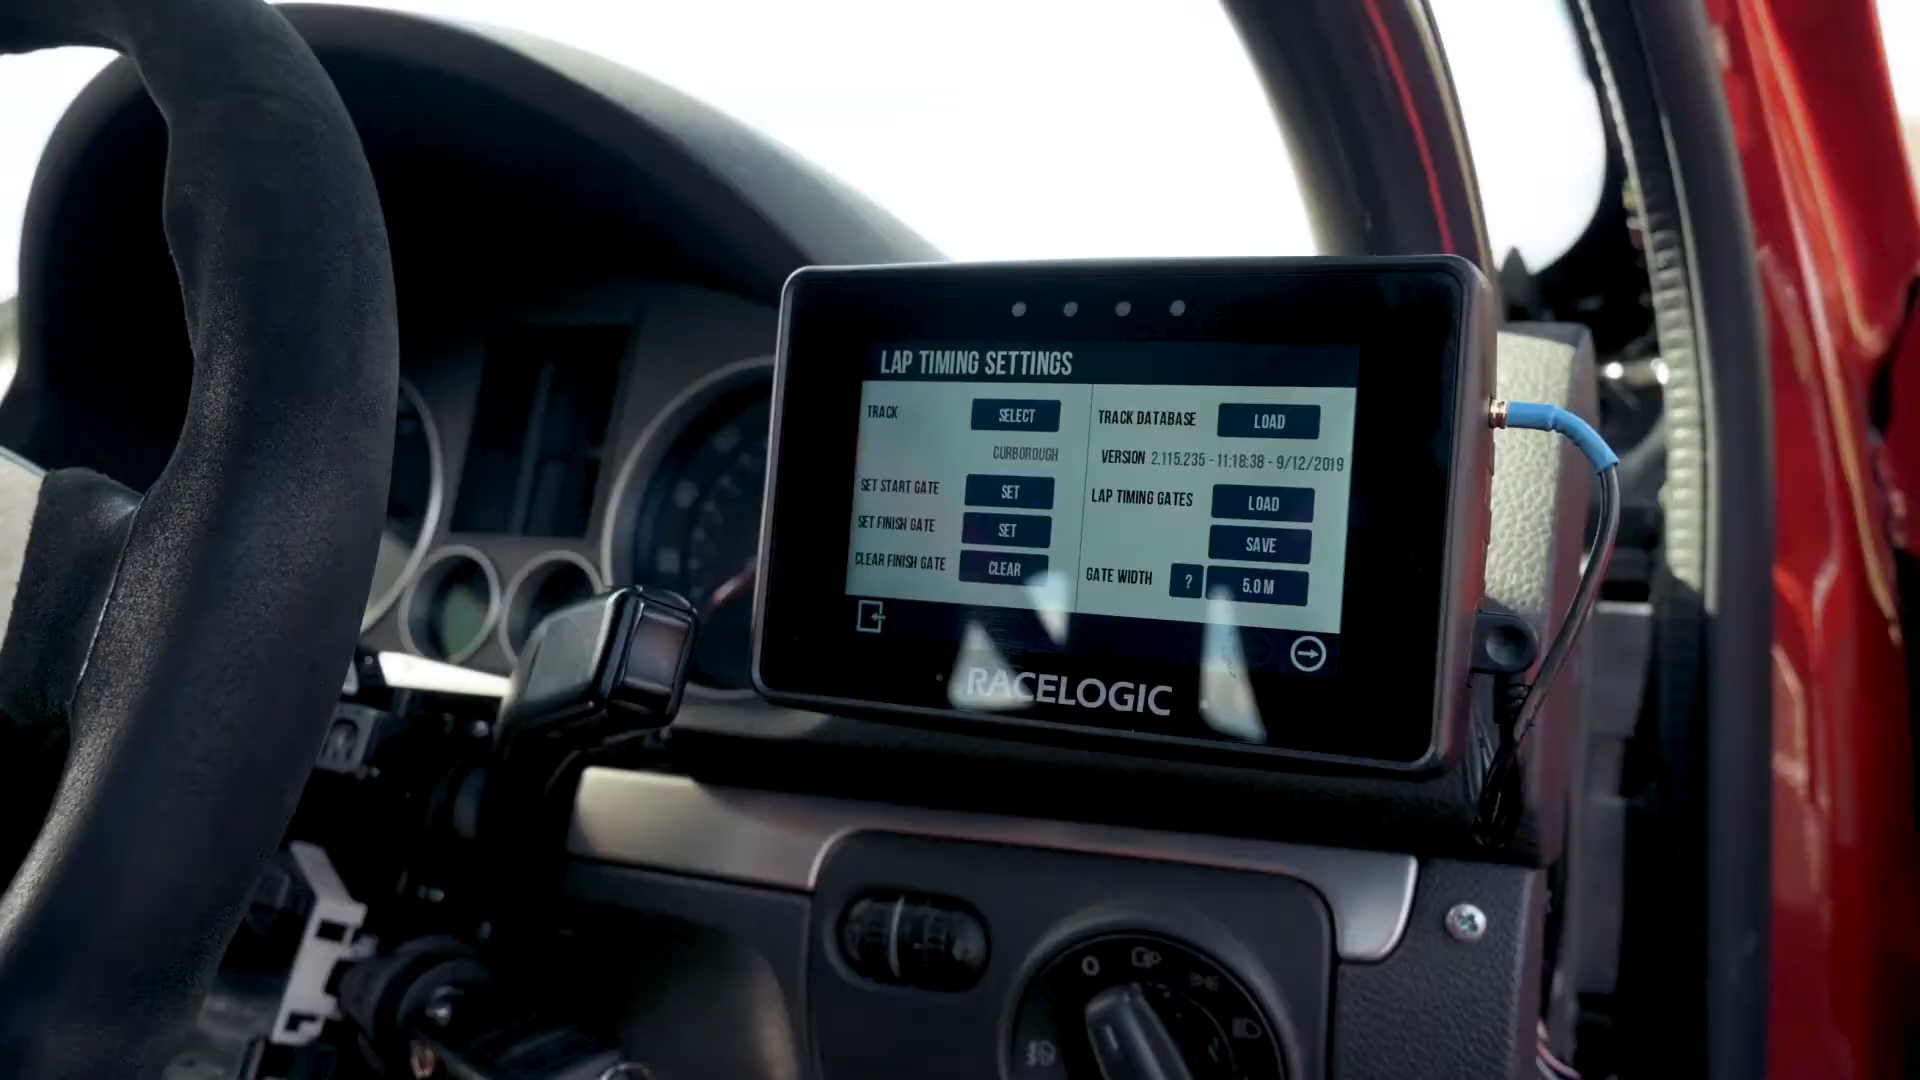 LAP TIMING SETTINGS
TRACK SELECT
CURBOROUGH
SET START GATE SET
SET FINISH GATE SET
CLEAR FINISH GATE CLEAR
TRACK DATABASE LOAD
VERSION 2.115.235 - 11:18:38 - 9/12/2019
LAP TIMING GATES LOAD
SAVE
GATE WIDTH ? 5.0 M
RACELOGIC
0